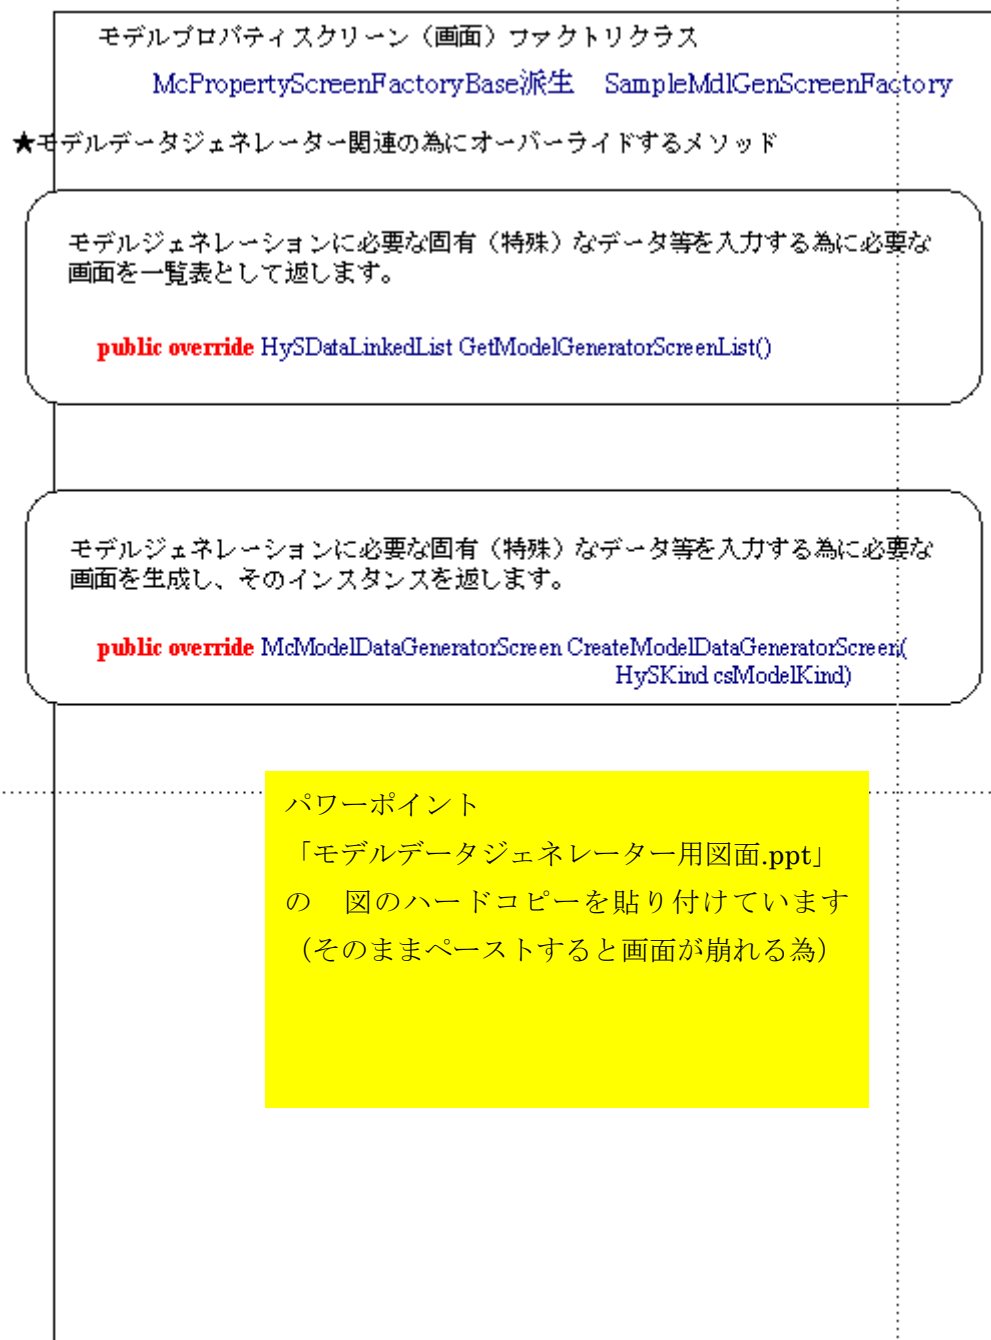 モデルプロパティスクリーン（画面）ファクトリクラス
McPropertyScreenFactoryBase派生　SampleMdlGenScreenFactory
★モデルデータジェネレーター関連の為にオーバーライドするメソッド
モデルジェネレーションに必要な固有（特殊）なデータ等を入力する為に必要な
画面を一覧表として返します。
public override HySDataLinkedList GetModelGeneratorScreenList()
モデルジェネレーションに必要な固有（特殊）なデータ等を入力する為に必要な
画面を生成し、そのインスタンスを返します。
public override McModelDataGeneratorScreen CreateModelDataGeneratorScreen(
HySKind csModelKind)
パワーポイント
「モデルデータジェネレーター用図面.ppt」
の　図のハードコピーを貼り付けています
（そのままペーストすると画面が崩れる為）